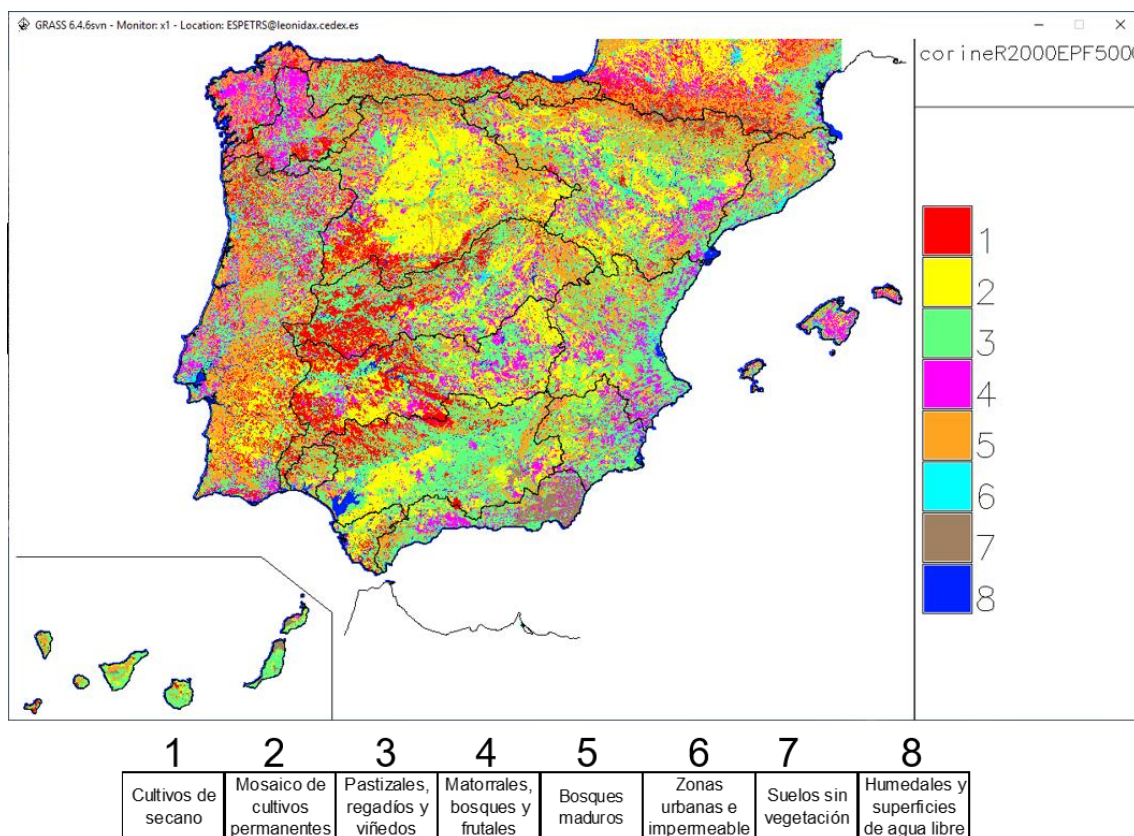 GRASS 6.4.6svn - Monitor: x1 - Location: ESPETRS@leonidax.cedex.es
corineR2000EPF500
1
2
3
4
5
6
7
8
1 2 3 4 5 6 7 8
Cultivos de secano
Mosaico de cultivos permanentes
Pastizales, regadíos y viñedos
Matorrales, bosques y frutales
Bosques maduros
Zonas urbanas e impermeable
Suelos sin vegetación
Humedales y superficies de agua libre